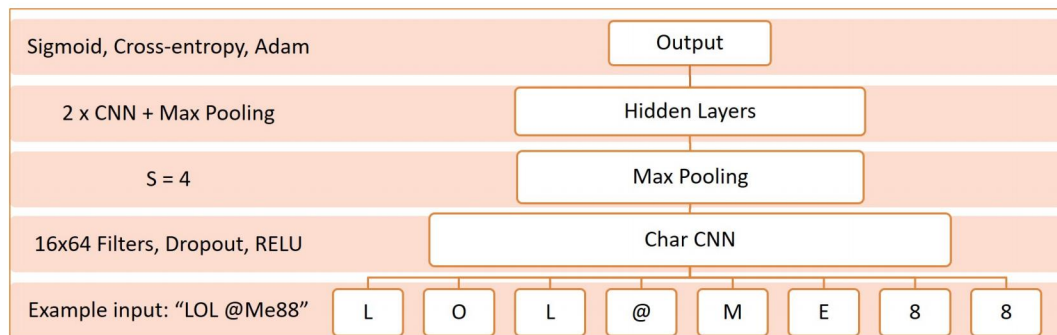 Sigmoid, Cross-entropy, Adam
Output
2 x CNN + Max Pooling
Hidden Layers
S = 4
Max Pooling
16x64 Filters, Dropout, RELU
Char CNN
Example input: “LOL @Me88”
L O L @ M E 8 8